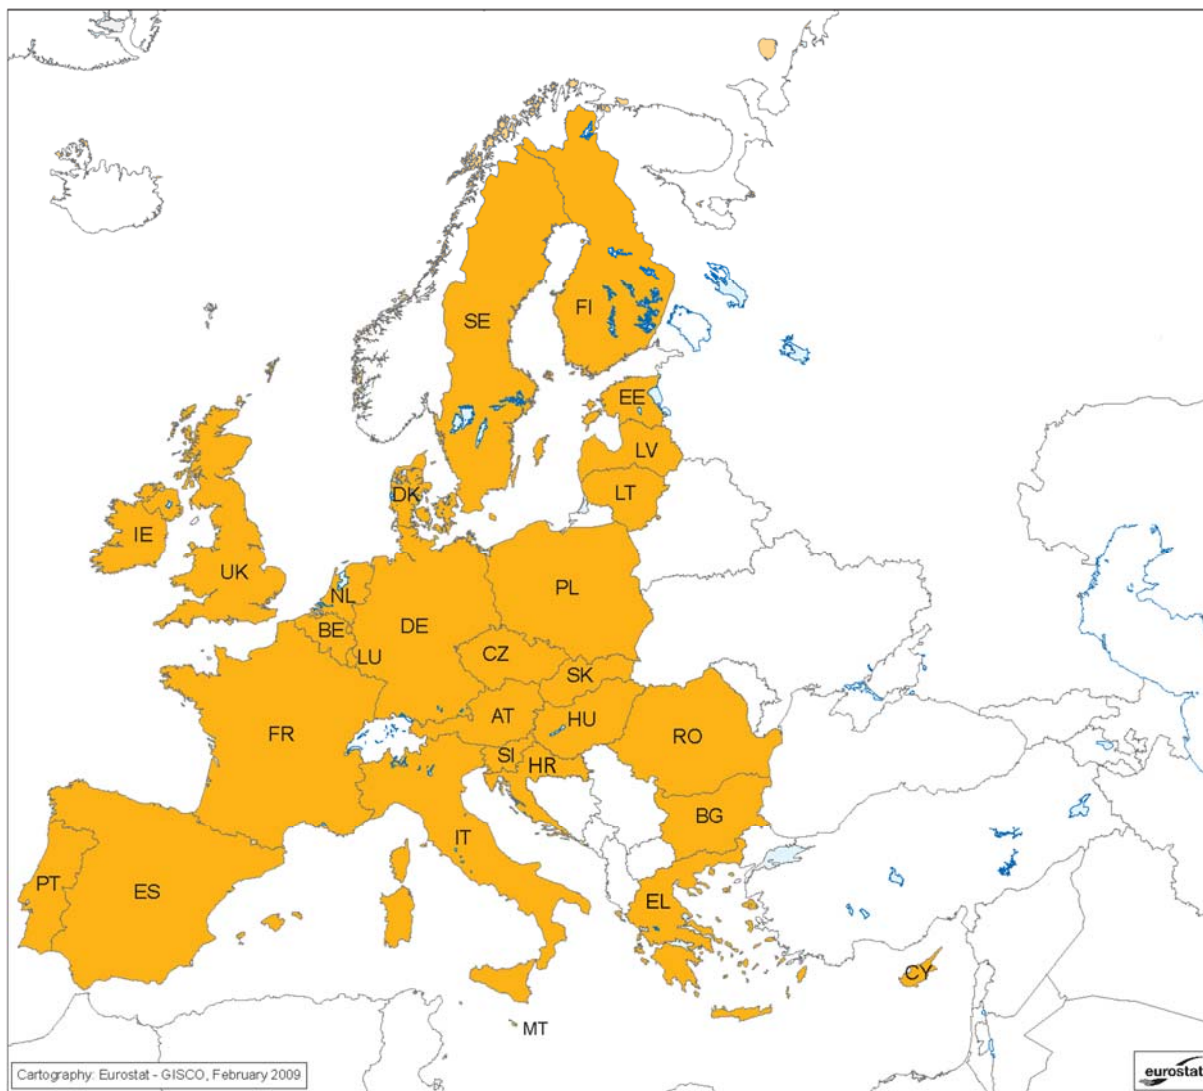 SE
FI
EE
LV
LT
DK
IE
UK
NL
PL
BE
DE
LU
CZ
SK
AT
HU
FR
RO
SI
HR
BG
IT
PT
ES
EL
CY
MT
Cartography: Eurostat - GISCO, February 2009
eurostat